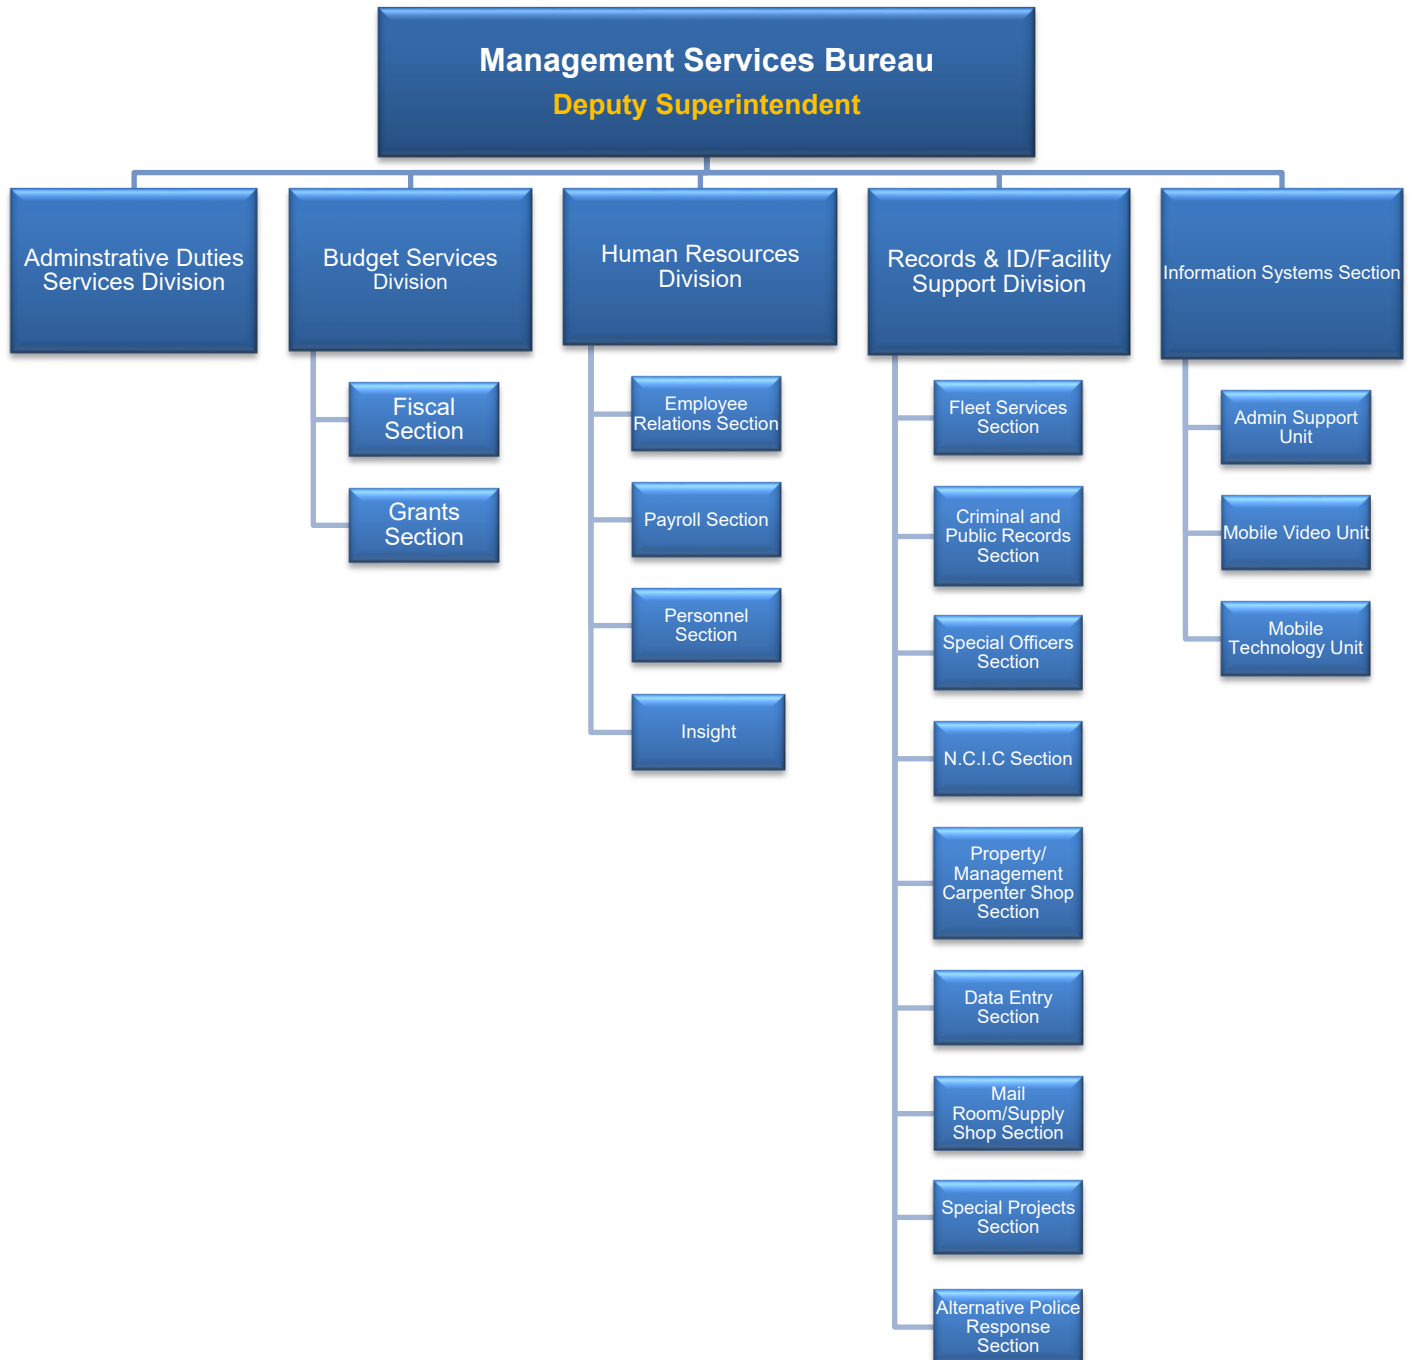 Management Services Bureau
Deputy Superintendent
Adminstrative Duties
Services Division
Budget Services
Division
Human Resources
Division
Records & ID/Facility
Support Division
Information Systems Section
Fiscal
Section
Grants
Section
Employee
Relations Section
Payroll Section
Personnel
Section
Insight
Fleet Services
Section
Criminal and
Public Records
Section
Special Officers
Section
N.C.I.C Section
Property/
Management
Carpenter Shop
Section
Data Entry
Section
Mail
Room/Supply
Shop Section
Special Projects
Section
Alternative Police
Response
Section
Admin Support
Unit
Mobile Video Unit
Mobile
Technology Unit